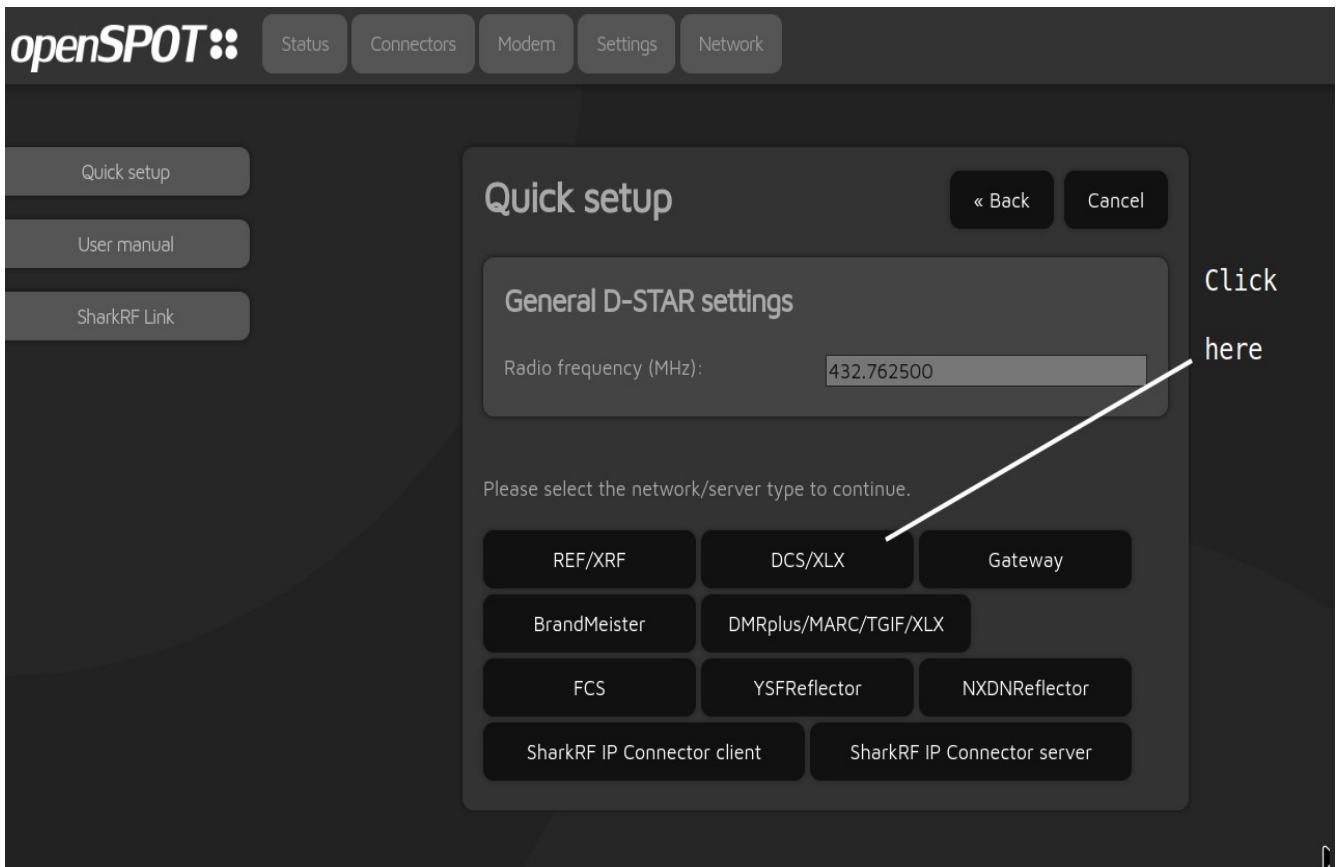 openSPOT Status Connectors Modem Settings Network
Quick setup
User manual
SharkRF Link
Quick setup « Back Cancel
General D-STAR settings
Radio frequency (MHz): 432.762500
Click
here
Please select the network/server type to continue.
REF/XRF DCS/XLX Gateway
BrandMeister DMRplus/MARC/TGIF/XLX
FCS YSFReflector NXDNReflector
SharkRF IP Connector client SharkRF IP Connector server